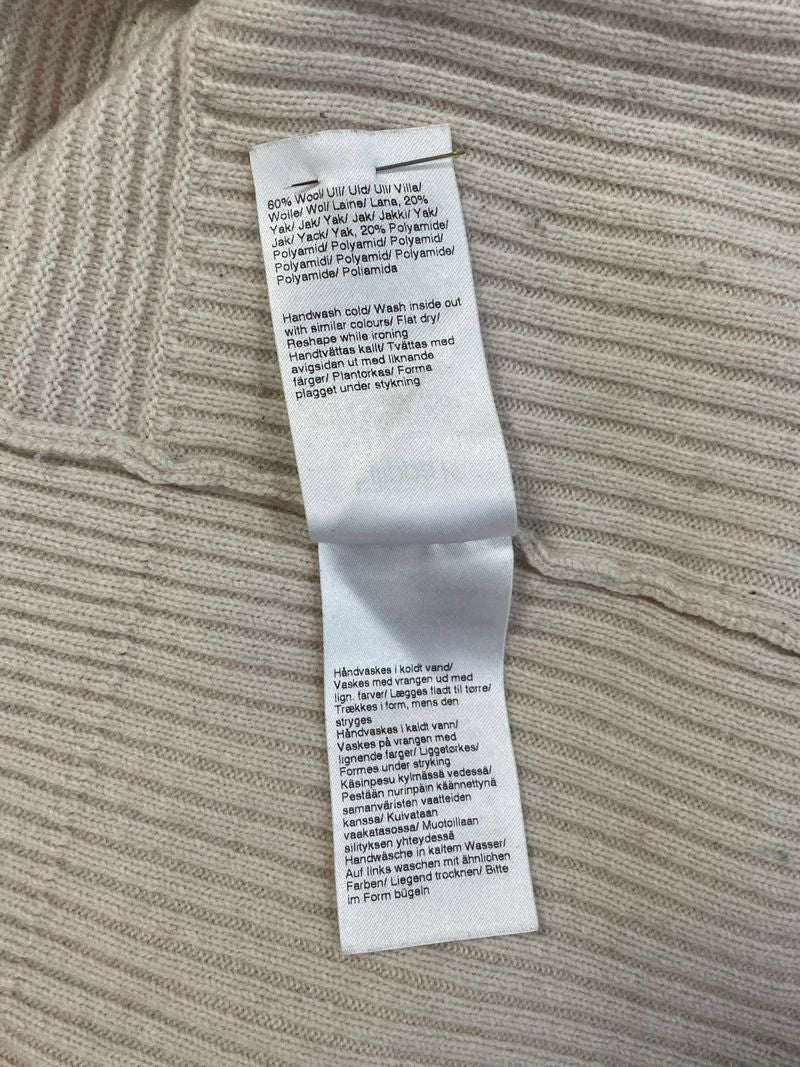 60% Wool/ Ull/ Uld/ Ull/ Villa/
Wolle/ Wol/ Laine/ Lana, 20%
Yak/ Jak/ Yak/ Jak/ Jakki/ Yak/
Jak/ Yack/ Yak, 20% Polyamide/
Polyamid/ Polyamid/ Polyamid/
Polyamidi/ Polyamid/ Polyamide/
Polyamide/ Poliamida
Handwash cold/ Wash inside out
with similar colours/ Flat dry/
Reshape while ironing
Handtvättas kallt/ Tvättas med
avigsidan ut med liknande
färger/ Plantorkas/ Forma
plagget under stykning
Håndvaskes i koldt vand/
Vaskes med vrangen ud med
lign. farver/ Lægges fladt til tørre/
Trækkes i form, mens den
stryges
Håndvaskes i kaldt vann/
Vaskes på vrangen med
lignende farger/ Liggetørkes/
Formes under stryking
Käsinpesu kylmässä vedessä/
Pestään nurinpäin käännettynä
samanväristen vaatteiden
kanssa/ Kuivataan
vaakatasossa/ Muotoillaan
silityksen yhteydessä
Handwäsche in kaltem Wasser/
Auf links waschen mit ähnlichen
Farben/ Liegend trocknen/ Bitte
im Form bügeln